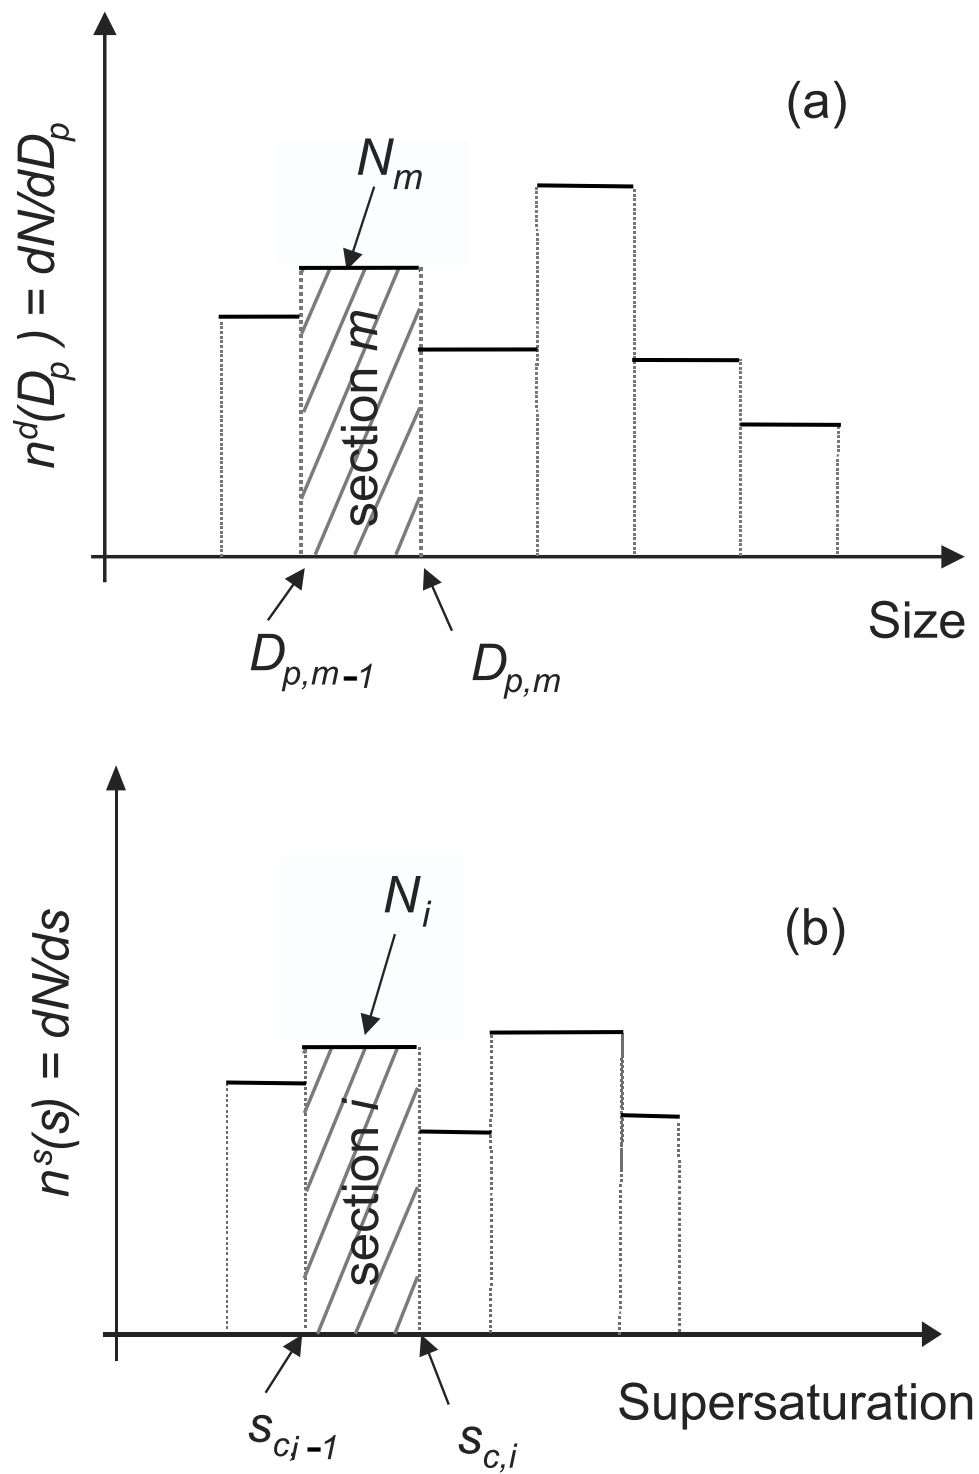 (a)
N_m
n^d(D_p) = dN/dD_p
section m
D_p,m-1
D_p,m
Size
(b)
N_i
n^s(s) = dN/ds
section i
s_c,i-1
s_c,i
Supersaturation